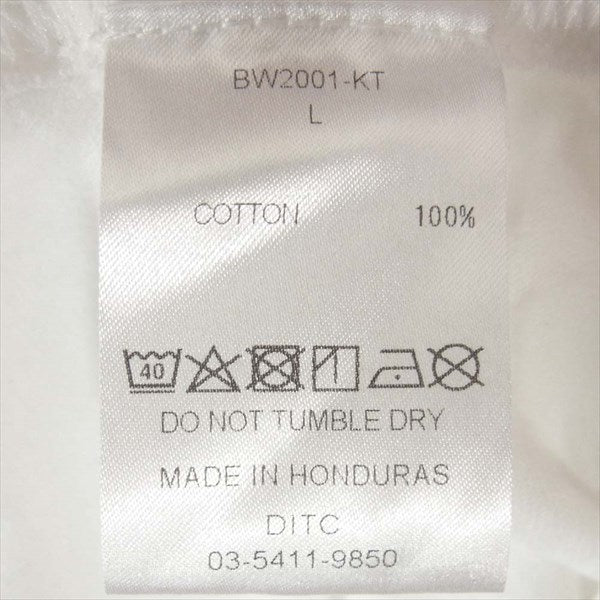 BW2001-KT
L
COTTON 100%
40
DO NOT TUMBLE DRY
MADE IN HONDURAS
DITC
03-5411-9850